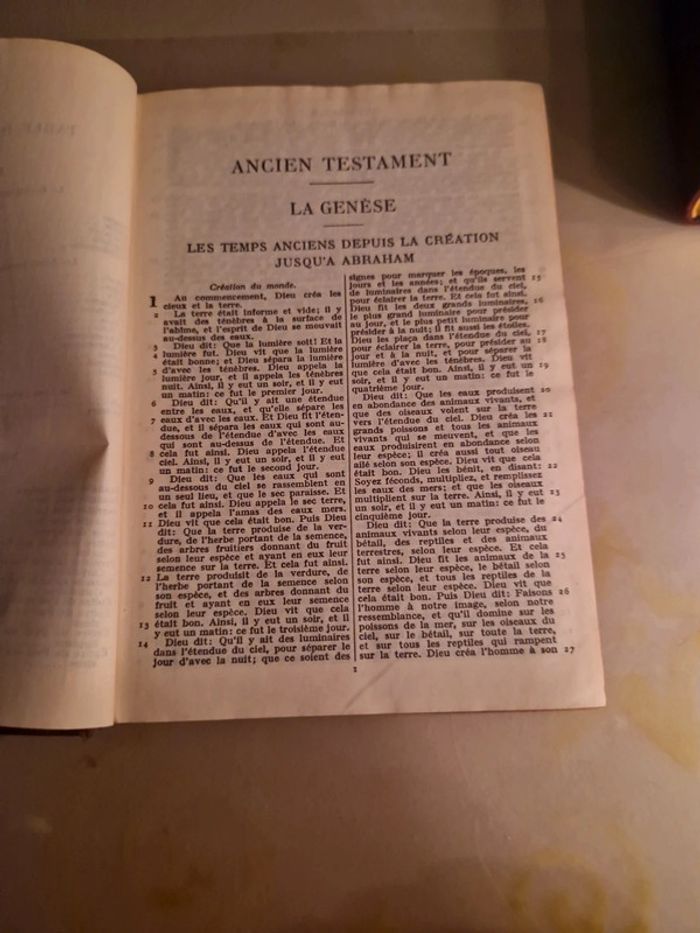 ANCIEN TESTAMENT
LA GENÈSE
LES TEMPS ANCIENS DEPUIS LA CRÉATION
JUSQU'A ABRAHAM
Création du monde.
1 Au commencement, Dieu créa les
cieux et la terre.
2 La terre était informe et vide; il y
avait des ténèbres à la surface de
l'abîme, et l'esprit de Dieu se mouvait
au-dessus des eaux.
3 Dieu dit: Que la lumière soit! Et la
4 lumière fut. Dieu vit que la lumière
était bonne; et Dieu sépara la lumière
5 d'avec les ténèbres. Dieu appela la
lumière jour, et il appela les ténèbres
nuit. Ainsi, il y eut un soir, et il y eut
un matin: ce fut le premier jour.
6 Dieu dit: Qu'il y ait une étendue
entre les eaux, et qu'elle sépare les
7 eaux d'avec les eaux. Et Dieu fit l'éten-
due, et il sépara les eaux qui sont au-
dessous de l'étendue d'avec les eaux
qui sont au-dessus de l'étendue. Et
8 cela fut ainsi. Dieu appela l'étendue
ciel. Ainsi, il y eut un soir, et il y eut
un matin: ce fut le second jour.
9 Dieu dit: Que les eaux qui sont
au-dessous du ciel se rassemblent en
un seul lieu, et que le sec paraisse. Et
10 cela fut ainsi. Dieu appela le sec terre,
et il appela l'amas des eaux mers.
11 Dieu vit que cela était bon. Puis Dieu
dit: Que la terre produise de la ver-
dure, de l'herbe portant de la semence,
des arbres fruitiers donnant du fruit
selon leur espèce et ayant en eux leur
semence sur la terre. Et cela fut ainsi.
12 La terre produisit de la verdure, de
l'herbe portant de la semence selon
son espèce, et des arbres donnant du
fruit et ayant en eux leur semence
selon leur espèce. Dieu vit que cela
13 était bon. Ainsi, il y eut un soir, et il
y eut un matin: ce fut le troisième jour.
14 Dieu dit: Qu'il y ait des luminaires
dans l'étendue du ciel, pour séparer le
jour d'avec la nuit; que ce soient des
signes pour marquer les époques, les
jours et les années; et qu'ils servent 15
de luminaires dans l'étendue du ciel,
pour éclairer la terre. Et cela fut ainsi.
Dieu fit les deux grands luminaires, 16
le plus grand luminaire pour présider
au jour, et le plus petit luminaire pour
présider à la nuit; il fit aussi les étoiles.
Dieu les plaça dans l'étendue du ciel, 17
pour éclairer la terre, pour présider au 18
jour et à la nuit, et pour séparer la
lumière d'avec les ténèbres. Dieu vit
que cela était bon. Ainsi, il y eut un 19
soir, et il y eut un matin: ce fut le
quatrième jour.
Dieu dit: Que les eaux produisent 20
en abondance des animaux vivants, et
que des oiseaux volent sur la terre
vers l'étendue du ciel. Dieu créa les 21
grands poissons et tous les animaux
vivants qui se meuvent, et que les
eaux produisirent en abondance selon
leur espèce; il créa aussi tout oiseau
ailé selon son espèce. Dieu vit que cela
était bon. Dieu les bénit, en disant: 22
Soyez féconds, multipliez, et remplissez
les eaux des mers; et que les oiseaux
multiplient sur la terre. Ainsi, il y eut 23
un soir, et il y eut un matin: ce fut le
cinquième jour.
Dieu dit: Que la terre produise des 24
animaux vivants selon leur espèce, du
bétail, des reptiles et des animaux
terrestres, selon leur espèce. Et cela
fut ainsi. Dieu fit les animaux de la 25
terre selon leur espèce, le bétail selon
son espèce, et tous les reptiles de la
terre selon leur espèce. Dieu vit que
cela était bon. Puis Dieu dit: Faisons 26
l'homme à notre image, selon notre
ressemblance, et qu'il domine sur les
poissons de la mer, sur les oiseaux du
ciel, sur le bétail, sur toute la terre,
et sur tous les reptiles qui rampent
sur la terre. Dieu créa l'homme à son 27
1